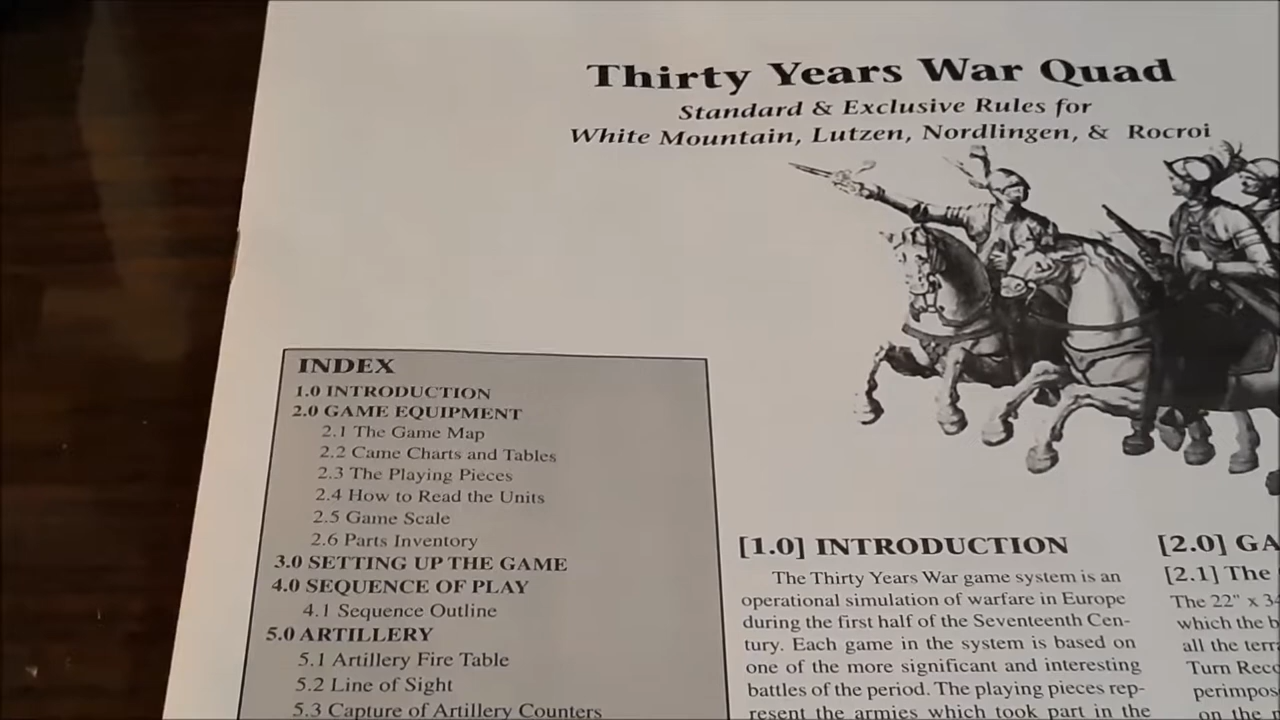 Thirty Years War Quad
Standard & Exclusive Rules for
White Mountain, Lutzen, Nordlingen, & Rocroi
INDEX
1.0 INTRODUCTION
2.0 GAME EQUIPMENT
2.1 The Game Map
2.2 Came Charts and Tables
2.3 The Playing Pieces
2.4 How to Read the Units
2.5 Game Scale
2.6 Parts Inventory
3.0 SETTING UP THE GAME
4.0 SEQUENCE OF PLAY
4.1 Sequence Outline
5.0 ARTILLERY
5.1 Artillery Fire Table
5.2 Line of Sight
5.3 Capture of Artillery Counters
[1.0] INTRODUCTION
The Thirty Years War game system is an
operational simulation of warfare in Europe
during the first half of the Seventeenth Cen-
tury. Each game in the system is based on
one of the more significant and interesting
battles of the period. The playing pieces rep-
resent the armies which took part in the
[2.0] GA
[2.1] The
The 22" x 34
which the b
all the terr
Turn Reco
perimpos
on the